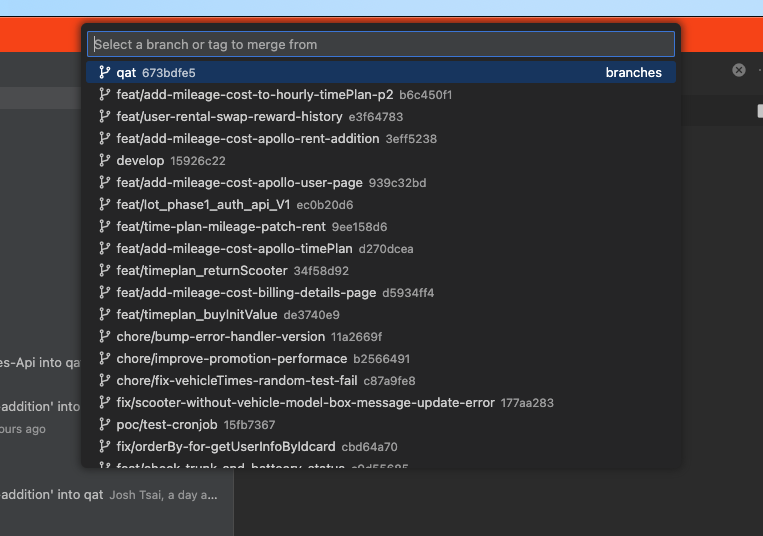 Select a branch or tag to merge from
qat 673bdfe5 branches
feat/add-mileage-cost-to-hourly-timePlan-p2 b6c450f1
feat/user-rental-swap-reward-history e3f64783
feat/add-mileage-cost-apollo-rent-addition 3eff5238
develop 15926c22
feat/add-mileage-cost-apollo-user-page 939c32bd
feat/lot_phase1_auth_api_V1 ec0b20d6
feat/time-plan-mileage-patch-rent 9ee158d6
feat/add-mileage-cost-apollo-timePlan d270dcea
feat/timeplan_returnScooter 34f58d92
feat/add-mileage-cost-billing-details-page d5934ff4
feat/timeplan_buyInitValue de3740e9
chore/bump-error-handler-version 11a2669f
es-Api into qa
chore/improve-promotion-performace b2566491
chore/fix-vehicleTimes-random-test-fail c87a9fe8
-addition' into
fix/scooter-without-vehicle-model-box-message-update-error 177aa283
ours ago
poc/test-cronjob 15fb7367
fix/orderBy-for-getUserInfoByIdcard cbd64a70
feat/check_trunk_and_battoery_status
-addition' into qat Josh Tsai, a day a...